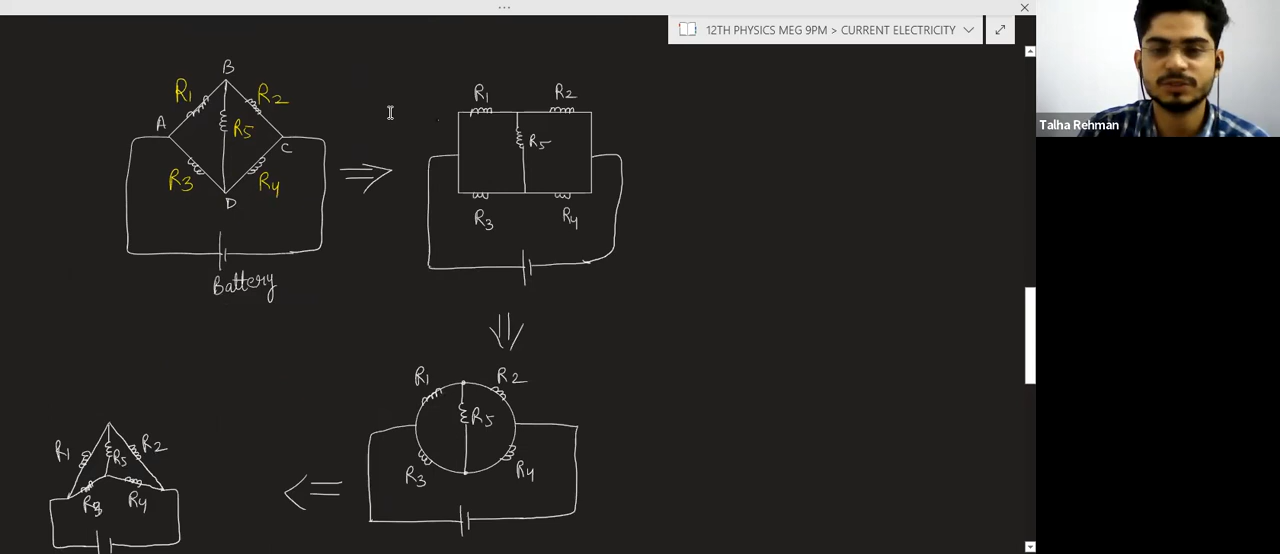 12TH PHYSICS MEG 9PM > CURRENT ELECTRICITY
Talha Rehman
B
R1
R2
A
R5
C
R3
R4
D
Battery
R1
R2
R5
R3
R4
R1
R2
R5
R3
R4
R1
R2
R5
R3
R4